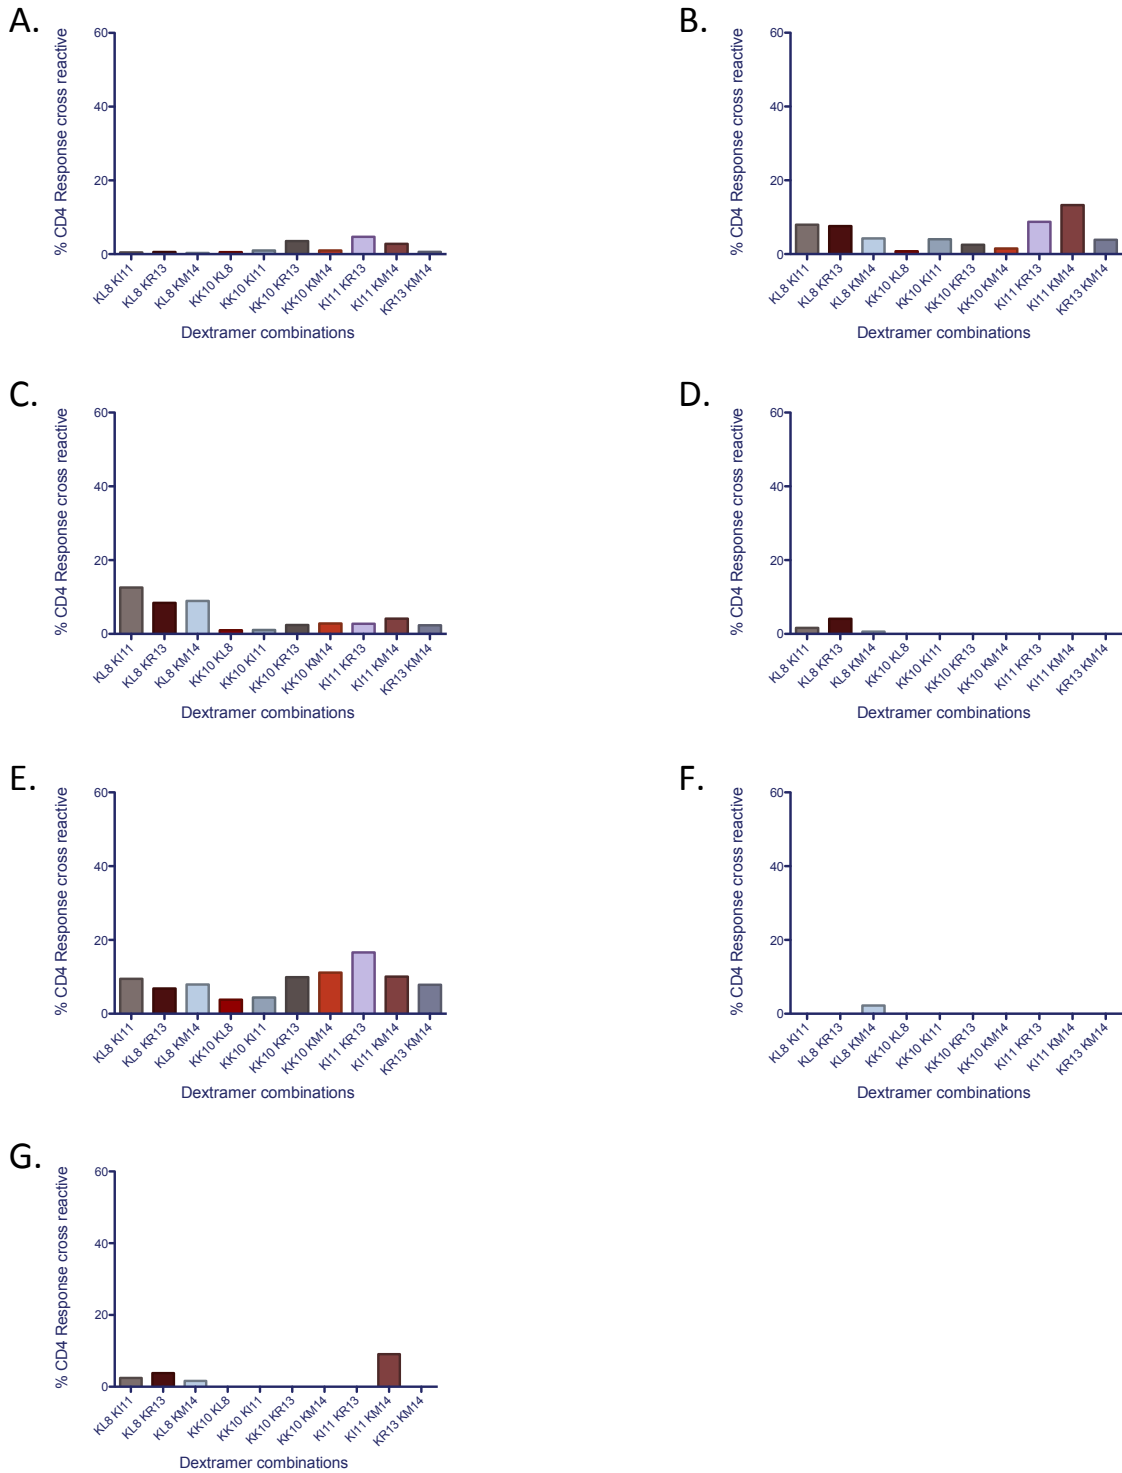 A.
% CD4 Response cross reactive
60
40
20
0
KL8 KI11
KL8 KR13
KL8 KM14
KK10 KL8
KK10 KI11
KK10 KR13
KK10 KM14
KI11 KR13
KI11 KM14
KR13 KM14
Dextramer combinations
B.
% CD4 Response cross reactive
60
40
20
0
KL8 KI11
KL8 KR13
KL8 KM14
KK10 KL8
KK10 KI11
KK10 KR13
KK10 KM14
KI11 KR13
KI11 KM14
KR13 KM14
Dextramer combinations
C.
% CD4 Response cross reactive
60
40
20
0
KL8 KI11
KL8 KR13
KL8 KM14
KK10 KL8
KK10 KI11
KK10 KR13
KK10 KM14
KI11 KR13
KI11 KM14
KR13 KM14
Dextramer combinations
D.
% CD4 Response cross reactive
60
40
20
0
KL8 KI11
KL8 KR13
KL8 KM14
KK10 KL8
KK10 KI11
KK10 KR13
KK10 KM14
KI11 KR13
KI11 KM14
KR13 KM14
Dextramer combinations
E.
% CD4 Response cross reactive
60
40
20
0
KL8 KI11
KL8 KR13
KL8 KM14
KK10 KL8
KK10 KI11
KK10 KR13
KK10 KM14
KI11 KR13
KI11 KM14
KR13 KM14
Dextramer combinations
F.
% CD4 Response cross reactive
60
40
20
0
KL8 KI11
KL8 KR13
KL8 KM14
KK10 KL8
KK10 KI11
KK10 KR13
KK10 KM14
KI11 KR13
KI11 KM14
KR13 KM14
Dextramer combinations
G.
% CD4 Response cross reactive
60
40
20
0
KL8 KI11
KL8 KR13
KL8 KM14
KK10 KL8
KK10 KI11
KK10 KR13
KK10 KM14
KI11 KR13
KI11 KM14
KR13 KM14
Dextramer combinations